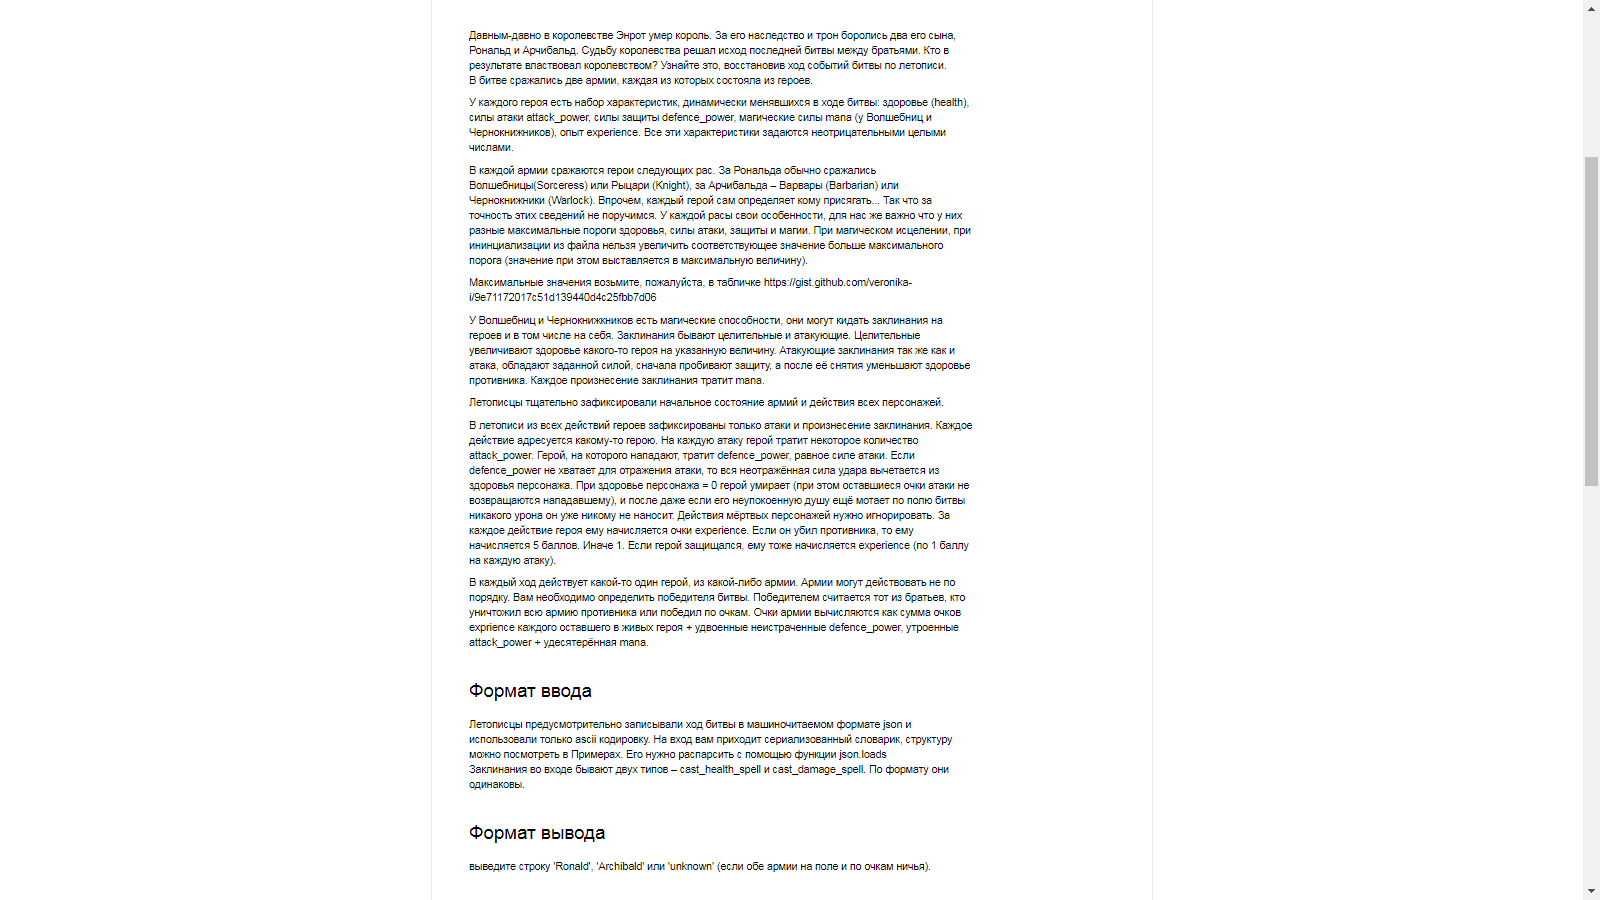 Давным-давно в королевстве Энрот умер король. За его наследство и трон боролись два его сына,
Рональд и Арчибальд. Судьбу королевства решал исход последней битвы между братьями. Кто в
результате властвовал королевством? Узнайте это, восстановив ход событий битвы по летописи.
В битве сражались две армии, каждая из которых состояла из героев.
У каждого героя есть набор характеристик, динамически менявшихся в ходе битвы: здоровье (health),
силы атаки attack_power, силы защиты defence_power, магические силы mana (у Волшебниц и
Чернокнижников), опыт experience. Все эти характеристики задаются неотрицательными целыми
числами.
В каждой армии сражаются герои следующих рас. За Рональда обычно сражались
Волшебницы(Sorceress) или Рыцари (Knight), за Арчибальда – Варвары (Barbarian) или
Чернокнижники (Warlock). Впрочем, каждый герой сам определяет кому присягать... Так что за
точность этих сведений не поручимся. У каждой расы свои особенности, для нас же важно что у них
разные максимальные пороги здоровья, силы атаки, защиты и магии. При магическом исцелении, при
ининциализации из файла нельзя увеличить соответствующее значение больше максимального
порога (значение при этом выставляется в максимальную величину).
Максимальные значения возьмите, пожалуйста, в табличке https://gist.github.com/veronika-
i/9e71172017c51d139440d4c25fbb7d06
У Волшебниц и Чернокнижкников есть магические способности, они могут кидать заклинания на
героев и в том числе на себя. Заклинания бывают целительные и атакующие. Целительные
увеличивают здоровье какого-то героя на указанную величину. Атакующие заклинания так же как и
атака, обладают заданной силой, сначала пробивают защиту, а после её снятия уменьшают здоровье
противника. Каждое произнесение заклинания тратит mana.
Летописцы тщательно зафиксировали начальное состояние армий и действия всех персонажей.
В летописи из всех действий героев зафиксированы только атаки и произнесение заклинания. Каждое
действие адресуется какому-то герою. На каждую атаку герой тратит некоторое количество
attack_power. Герой, на которого нападают, тратит defence_power, равное силе атаки. Если
defence_power не хватает для отражения атаки, то вся неотражённая сила удара вычетается из
здоровья персонажа. При здоровье персонажа = 0 герой умирает (при этом оставшиеся очки атаки не
возвращаются нападавшему), и после даже если его неупокоенную душу ещё мотает по полю битвы
никакого урона он уже никому не наносит. Действия мёртвых персонажей нужно игнорировать. За
каждое действие героя ему начисляется очки experience. Если он убил противника, то ему
начисляется 5 баллов. Иначе 1. Если герой защищался, ему тоже начисляется experience (по 1 баллу
на каждую атаку).
В каждый ход действует какой-то один герой, из какой-либо армии. Армии могут действовать не по
порядку. Вам необходимо определить победителя битвы. Победителем считается тот из братьев, кто
уничтожил всю армию противника или победил по очкам. Очки армии вычисляются как сумма очков
exprience каждого оставшего в живых героя + удвоенные неистраченные defence_power, утроенные
attack_power + удесятерённая mana.
Формат ввода
Летописцы предусмотрительно записывали ход битвы в машиночитаемом формате json и
использовали только ascii кодировку. На вход вам приходит сериализованный словарик, структуру
можно посмотреть в Примерах. Его нужно распарсить с помощью функции json.loads
Заклинания во входе бывают двух типов – cast_health_spell и cast_damage_spell. По формату они
одинаковы.
Формат вывода
выведите строку 'Ronald', 'Archibald' или 'unknown' (если обе армии на поле и по очкам ничья).